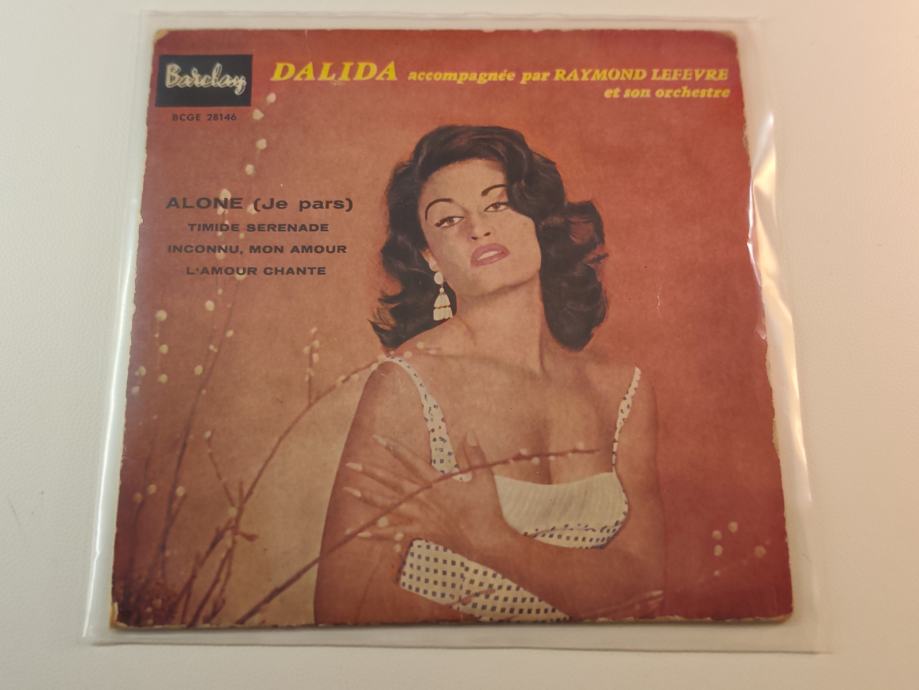 Barclay
BCGE 28146
DALIDA accompagnée par RAYMOND LEFEVRE
et son orchestre
ALONE (Je pars)
TIMIDE SERENADE
INCONNU, MON AMOUR
L'AMOUR CHANTE